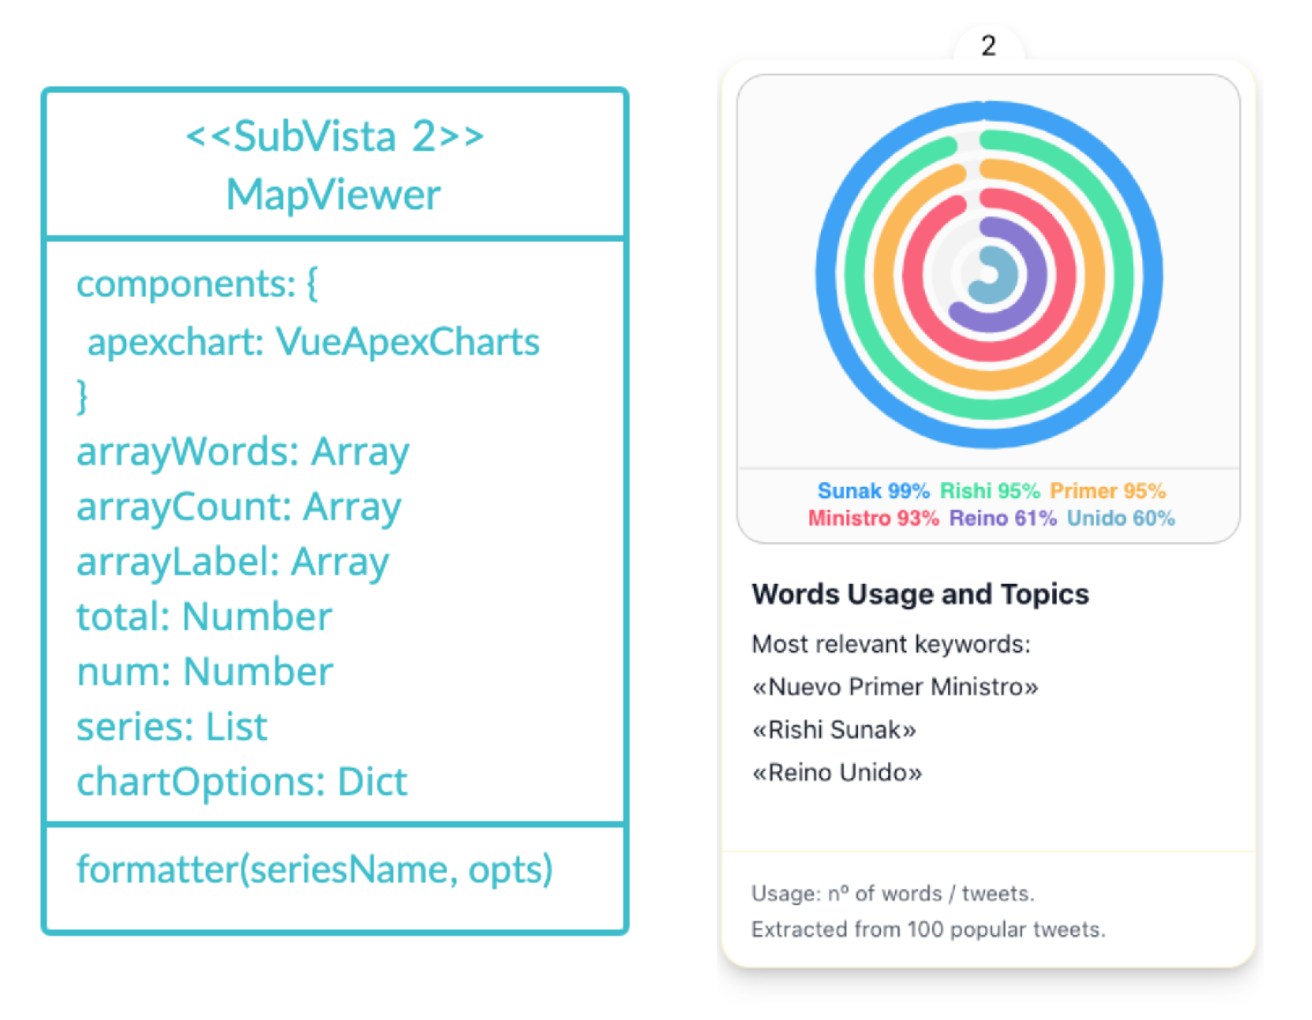 <<SubVista 2>>
MapViewer
components: {
apexchart: VueApexCharts
}
arrayWords: Array
arrayCount: Array
arrayLabel: Array
total: Number
num: Number
series: List
chartOptions: Dict
formatter(seriesName, opts)
2
Sunak 99% Rishi 95% Primer 95%
Ministro 93% Reino 61% Unido 60%
Words Usage and Topics
Most relevant keywords:
«Nuevo Primer Ministro»
«Rishi Sunak»
«Reino Unido»
Usage: nº of words / tweets.
Extracted from 100 popular tweets.